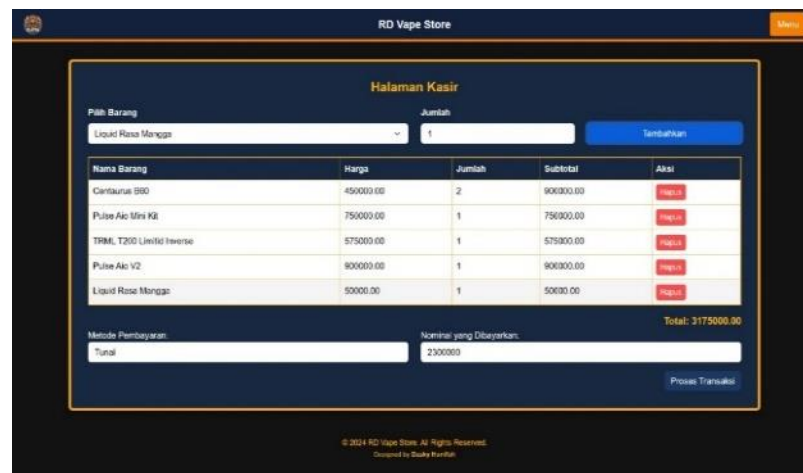 RD Vape Store
Menu
Halaman Kasir
Pilih Barang
Jumlah
Liquid Rasa Mangga
1
Tambahkan
Nama Barang Harga Jumlah Subtotal Aksi
Centaurus B80 450000.00 2 900000.00 Hapus
Pulse Aio Mini Kit 750000.00 1 750000.00 Hapus
TRML T200 Limitid Inverse 575000.00 1 575000.00 Hapus
Pulse Aio V2 900000.00 1 900000.00 Hapus
Liquid Rasa Mangga 50000.00 1 50000.00 Hapus
Total: 3175000.00
Metode Pembayaran:
Nominal yang Dibayarkan:
Tunai
2300000
Proses Transaksi
© 2024 RD Vape Store. All Rights Reserved.
Designed by